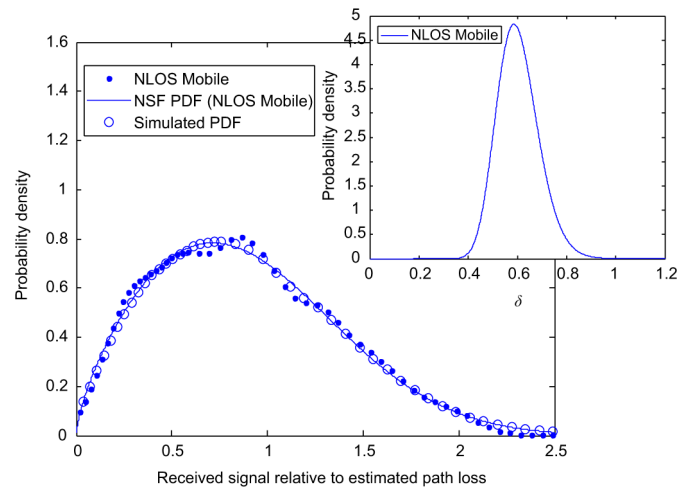 1.6
1.4
1.2
1
0.8
0.6
0.4
0.2
0
Probability density
NLOS Mobile
NSF PDF (NLOS Mobile)
Simulated PDF
0 0.5 1 1.5 2 2.5
Received signal relative to estimated path loss
5
4.5
4
3.5
3
2.5
2
1.5
1
0.5
0
Probability density
NLOS Mobile
0 0.2 0.4 0.6 0.8 1 1.2
δ